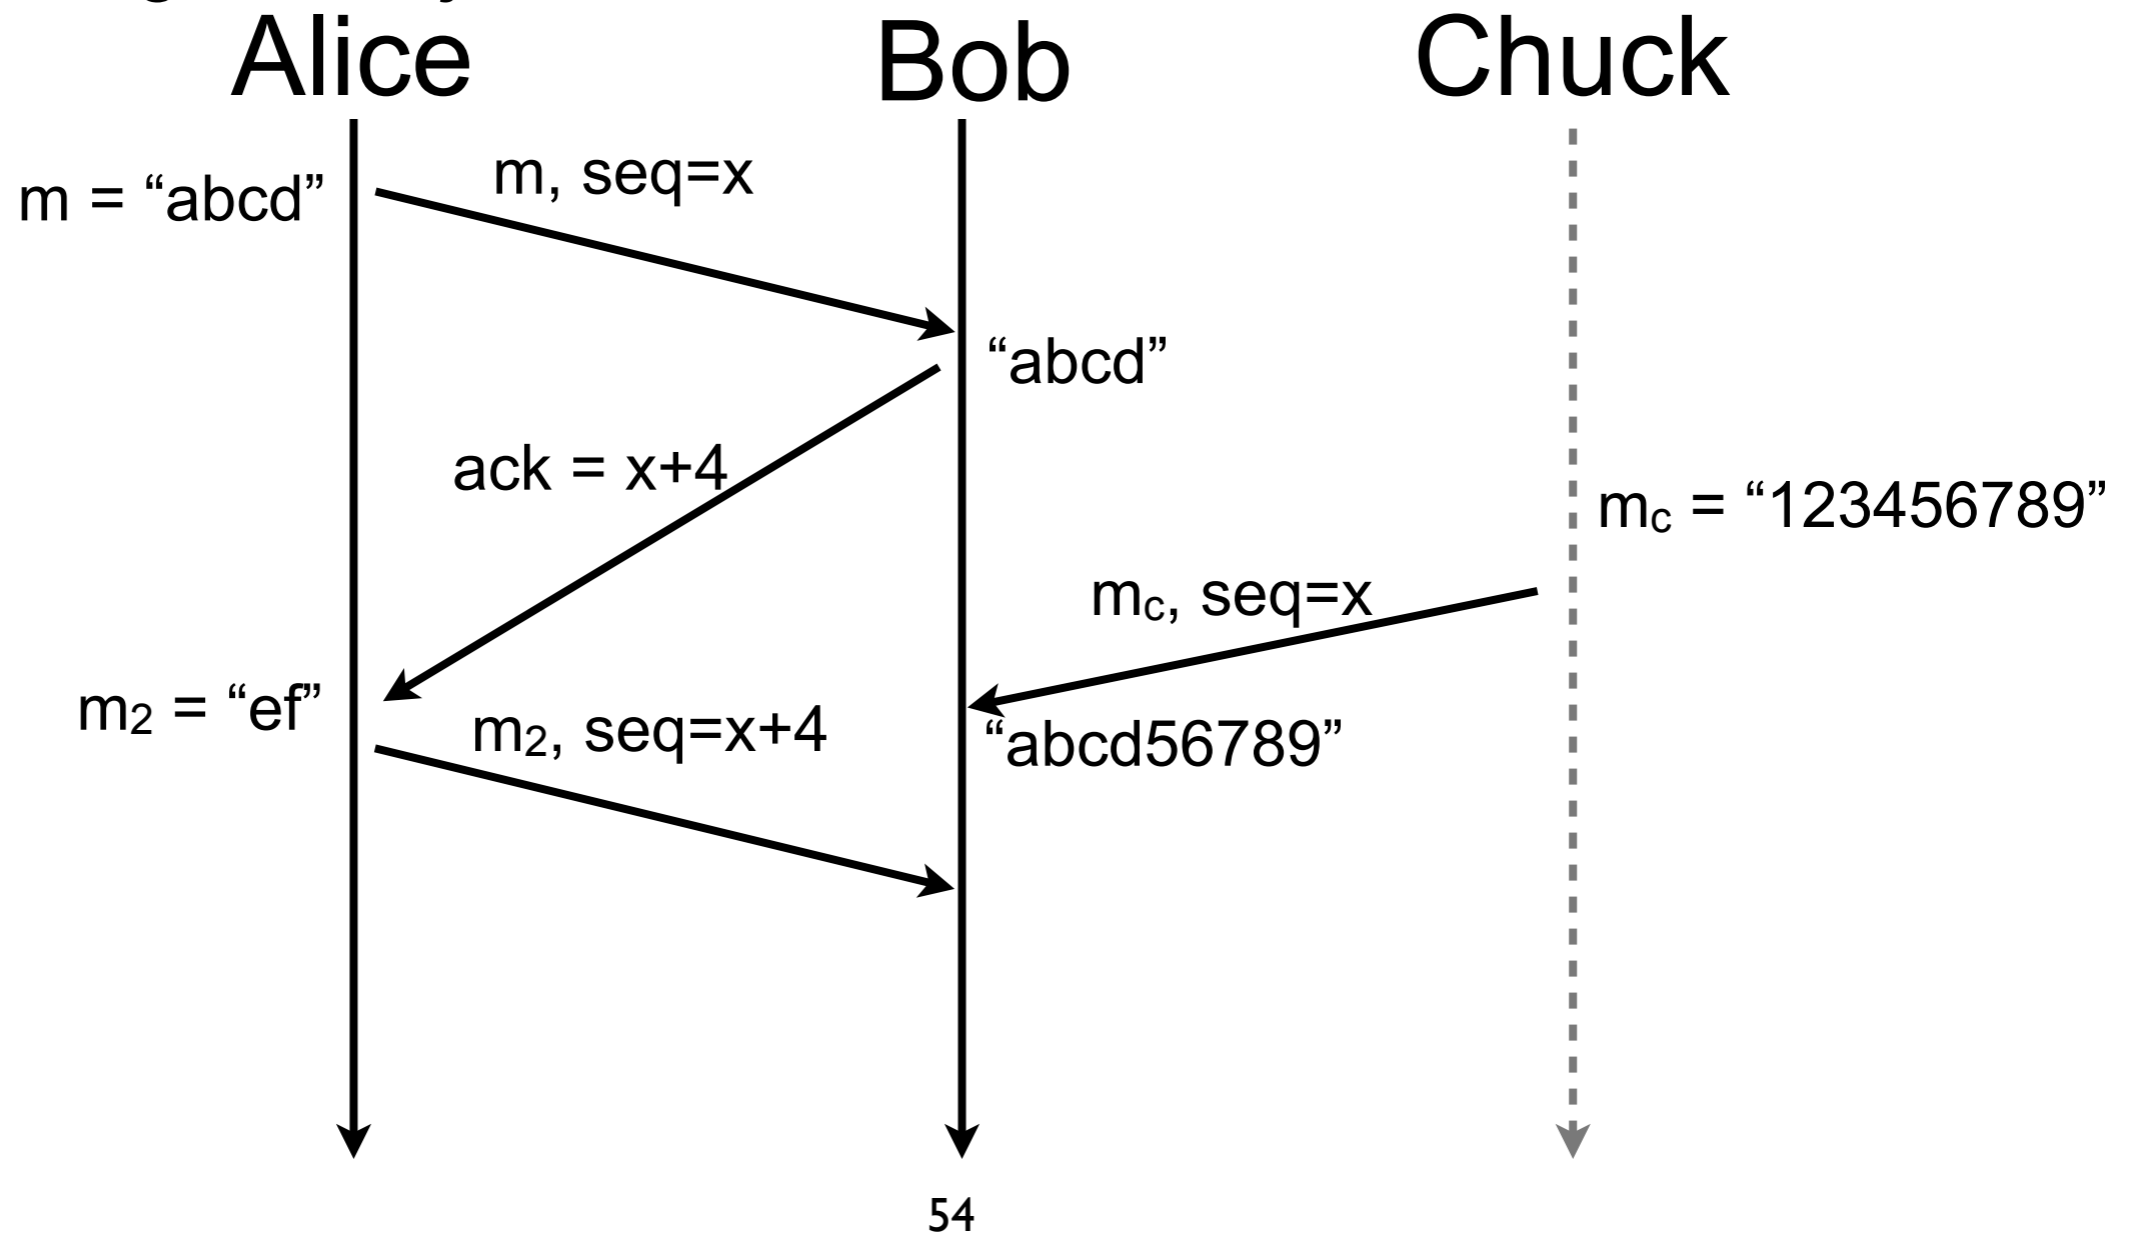 Alice
Bob
Chuck
m = “abcd”
m, seq=x
“abcd”
ack = x+4
mc = “123456789”
mc, seq=x
m2 = “ef”
m2, seq=x+4
“abcd56789”
54